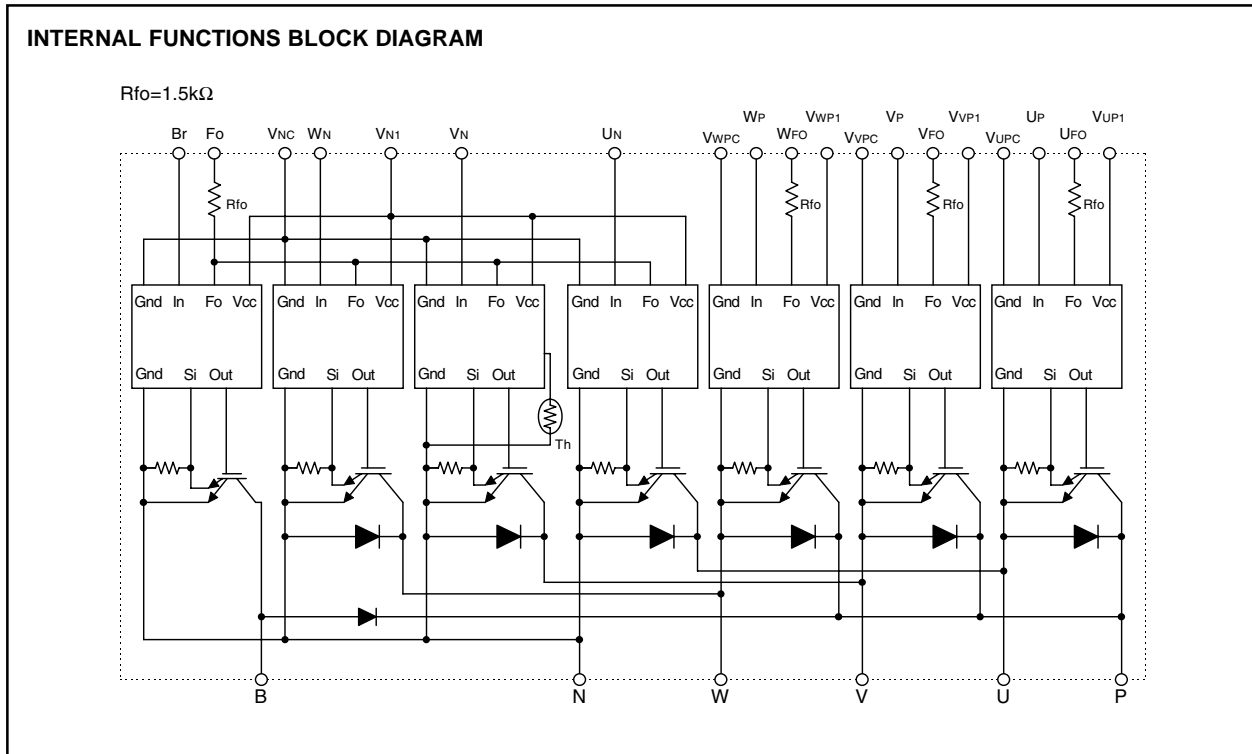 INTERNAL FUNCTIONS BLOCK DIAGRAM
Rfo=1.5kΩ
WP VWP1 VP VVP1 UP VUP1
Br Fo VNC WN VN1 VN UN VWPC WFO VVPC VFO VUPC UFO
Rfo Rfo Rfo Rfo
Gnd In Fo Vcc Gnd In Fo Vcc Gnd In Fo Vcc Gnd In Fo Vcc Gnd In Fo Vcc Gnd In Fo Vcc Gnd In Fo Vcc
Gnd Si Out Gnd Si Out Gnd Si Out Gnd Si Out Gnd Si Out Gnd Si Out Gnd Si Out
Th
B N W V U P